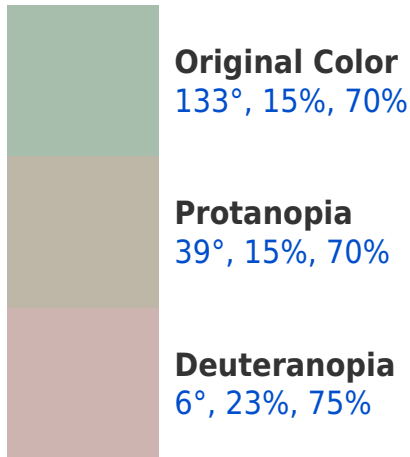 Original Color
133°, 15%, 70%
Protanopia
39°, 15%, 70%
Deuteranopia
6°, 23%, 75%